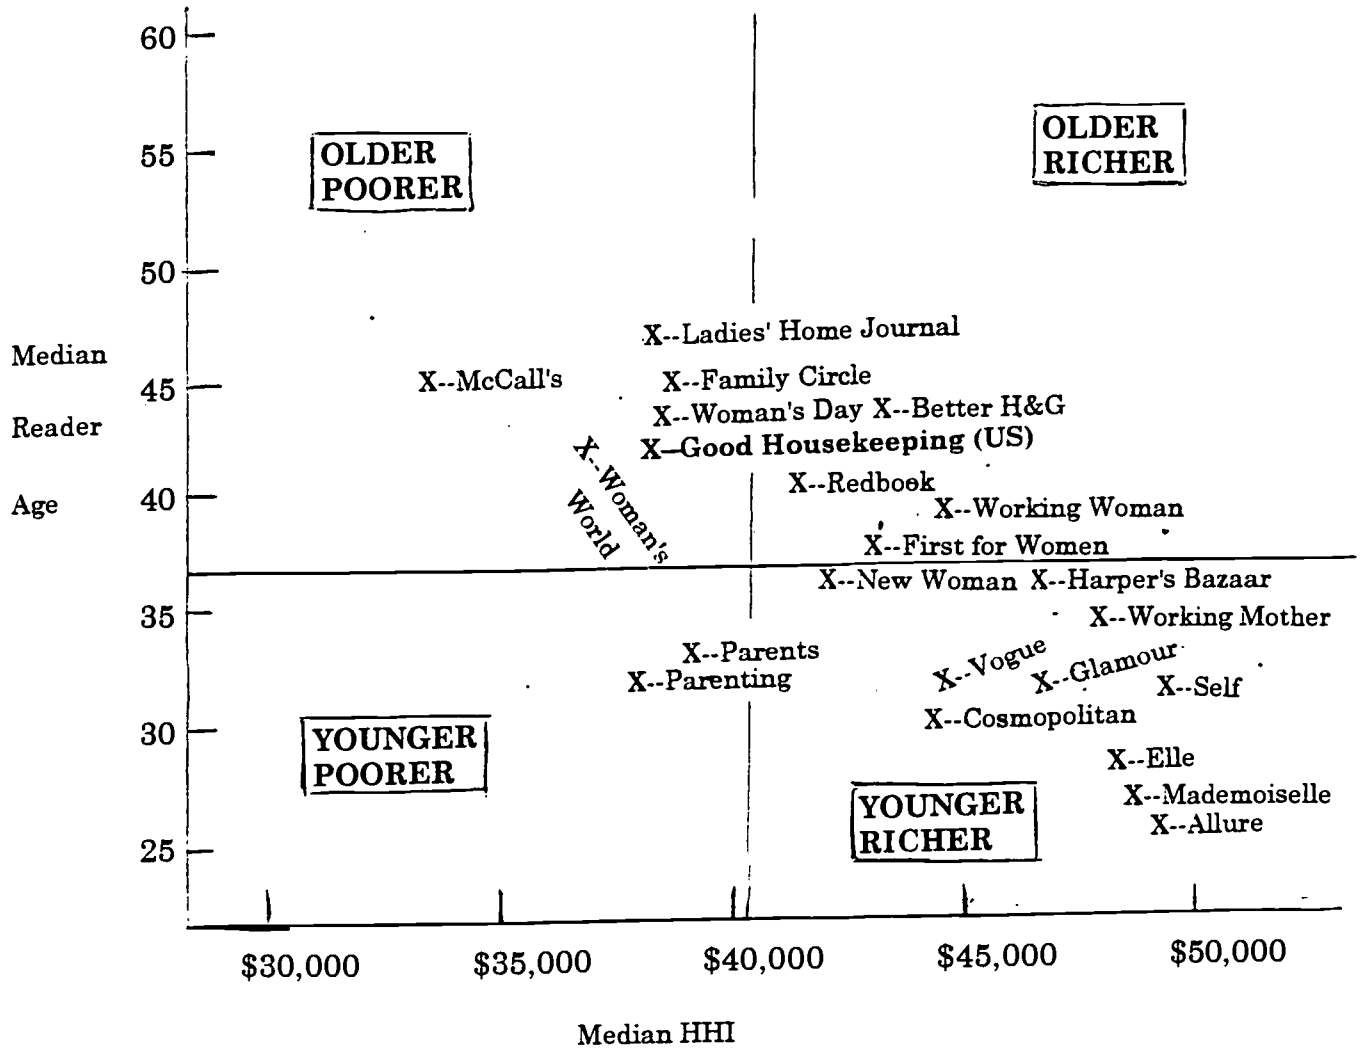 60
55
OLDER
POORER
OLDER
RICHER
50
X--Ladies' Home Journal
Median
X--McCall's
X--Family Circle
45
X--Woman's Day X--Better H&G
Reader
X--Good Housekeeping (US)
X--Woman's
World
X--Redbook
40
Age
X--Working Woman
X--First for Women
X--New Woman X--Harper's Bazaar
35
X--Working Mother
X--Parents
X--Vogue
X--Glamour
X--Parenting
X--Self
X--Cosmopolitan
30
YOUNGER
POORER
X--Elle
X--Mademoiselle
YOUNGER
RICHER
X--Allure
25
$30,000 $35,000 $40,000 $45,000 $50,000
Median HHI